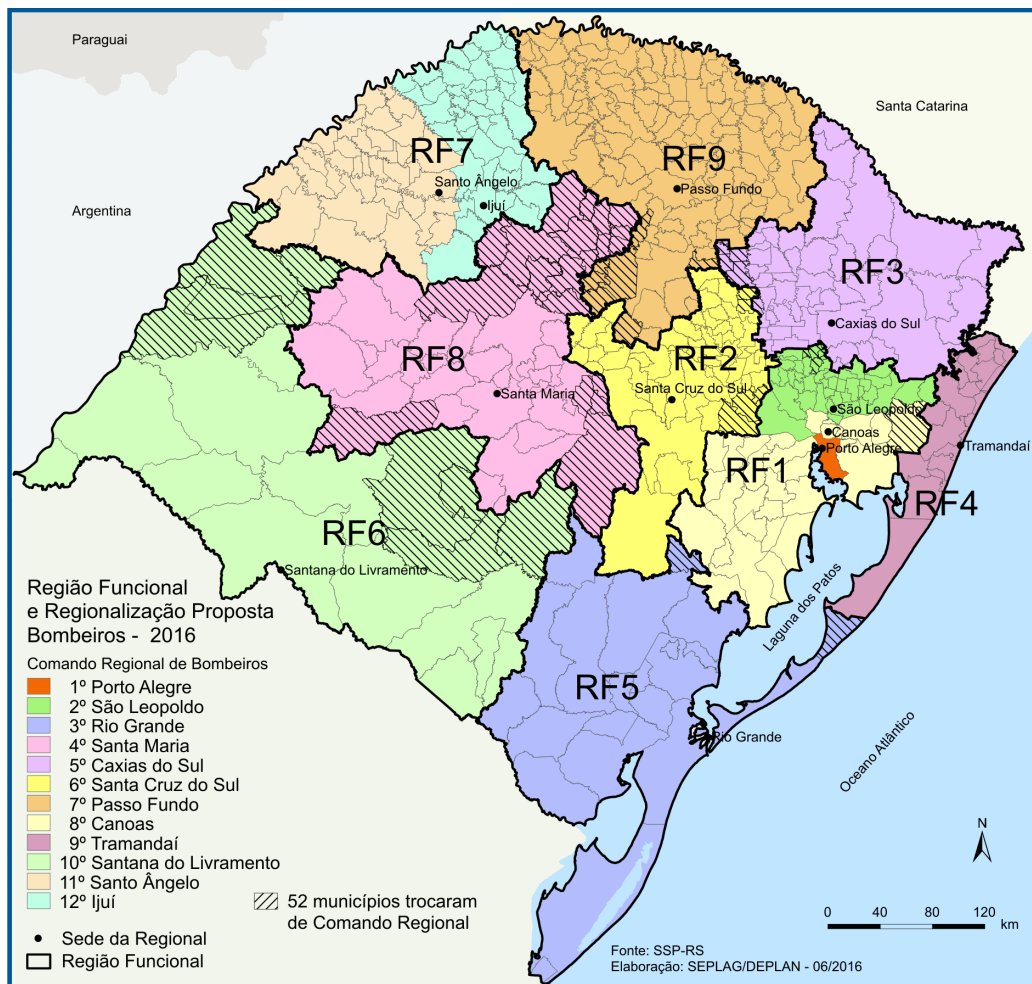 Paraguai
Santa Catarina
Argentina
RF7
RF9
Santo Ângelo
Passo Fundo
Ijuí
RF3
Caxias do Sul
RF8
RF2
Santa Maria
Santa Cruz do Sul
São Leopoldo
Canoas
Porto Alegre
Tramandaí
RF1
RF4
RF6
Santana do Livramento
Laguna dos Patos
RF5
Rio Grande
Oceano Atlântico
Região Funcional
e Regionalização Proposta
Bombeiros - 2016
Comando Regional de Bombeiros
1º Porto Alegre
2º São Leopoldo
3º Rio Grande
4º Santa Maria
5º Caxias do Sul
6º Santa Cruz do Sul
7º Passo Fundo
8º Canoas
9º Tramandaí
10º Santana do Livramento
11º Santo Ângelo
12º Ijuí
52 municípios trocaram
de Comando Regional
Sede da Regional
Região Funcional
N
0 40 80 120
km
Fonte: SSP-RS
Elaboração: SEPLAG/DEPLAN - 06/2016